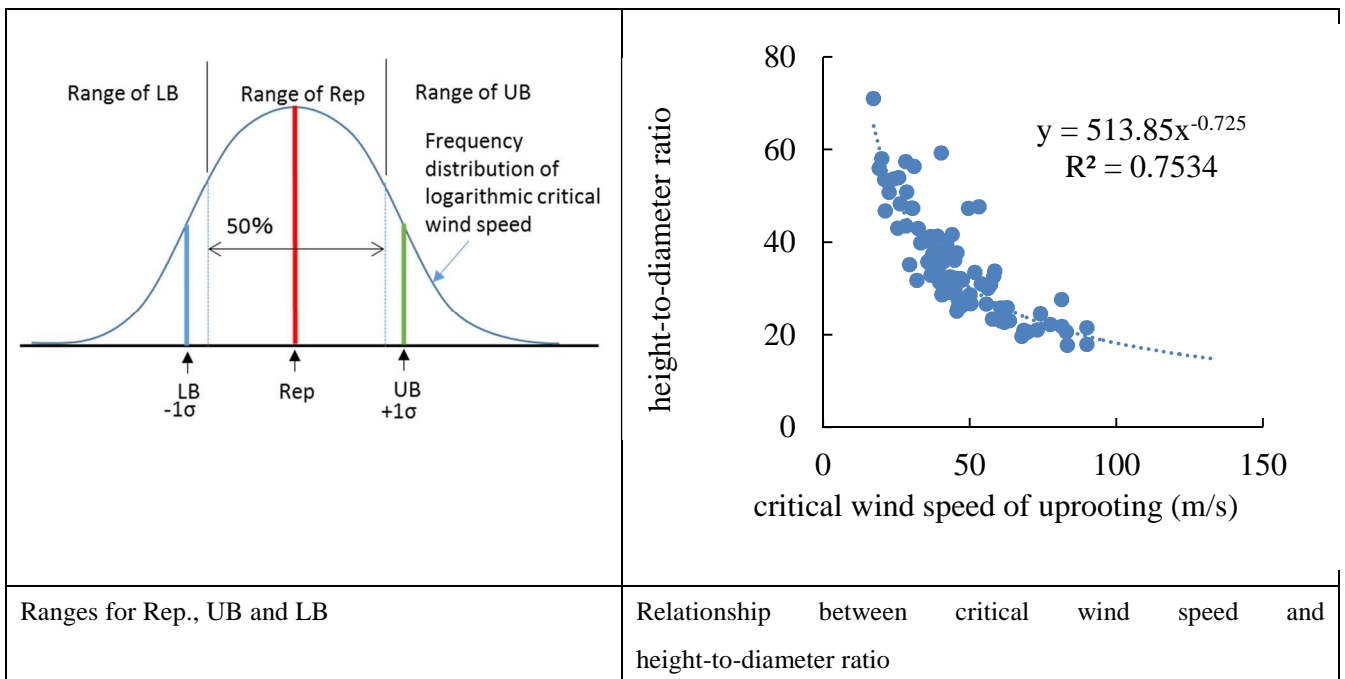 Range of LB
Range of Rep
Range of UB
Frequency
distribution of
logarithmic critical
wind speed
50%
LB
-1σ
Rep
UB
+1σ
80
60
40
20
0
0 50 100 150
height-to-diameter ratio
y = 513.85x^-0.725
R² = 0.7534
critical wind speed of uprooting (m/s)
Ranges for Rep., UB and LB
Relationship between critical wind speed and
height-to-diameter ratio